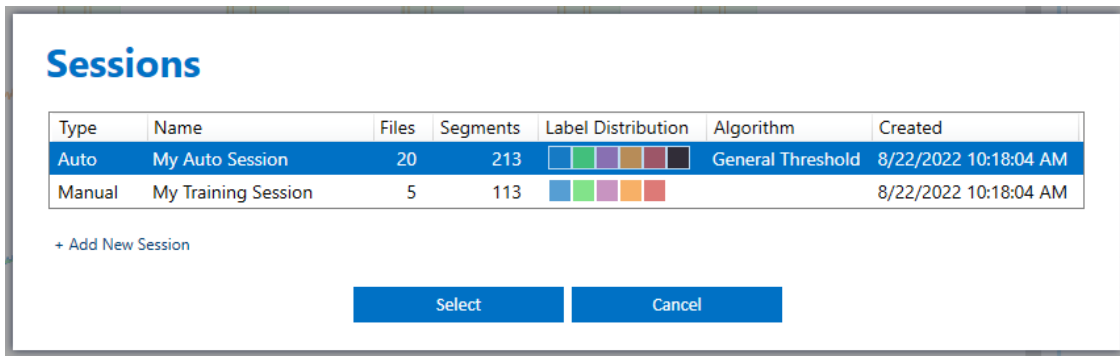 Sessions
Type Name Files Segments Label Distribution Algorithm Created
Auto My Auto Session 20 213 General Threshold 8/22/2022 10:18:04 AM
Manual My Training Session 5 113 8/22/2022 10:18:04 AM
+ Add New Session
Select Cancel